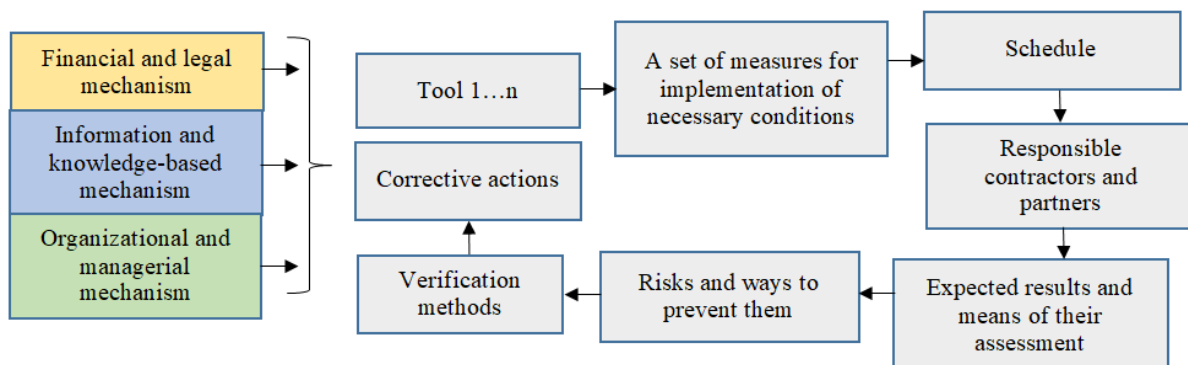 Financial and legal
mechanism
Information and
knowledge-based
mechanism
Organizational and
managerial
mechanism
Tool 1…n
A set of measures for
implementation of
necessary conditions
Schedule
Responsible
contractors and
partners
Expected results and
means of their
assessment
Risks and ways to
prevent them
Verification
methods
Corrective actions